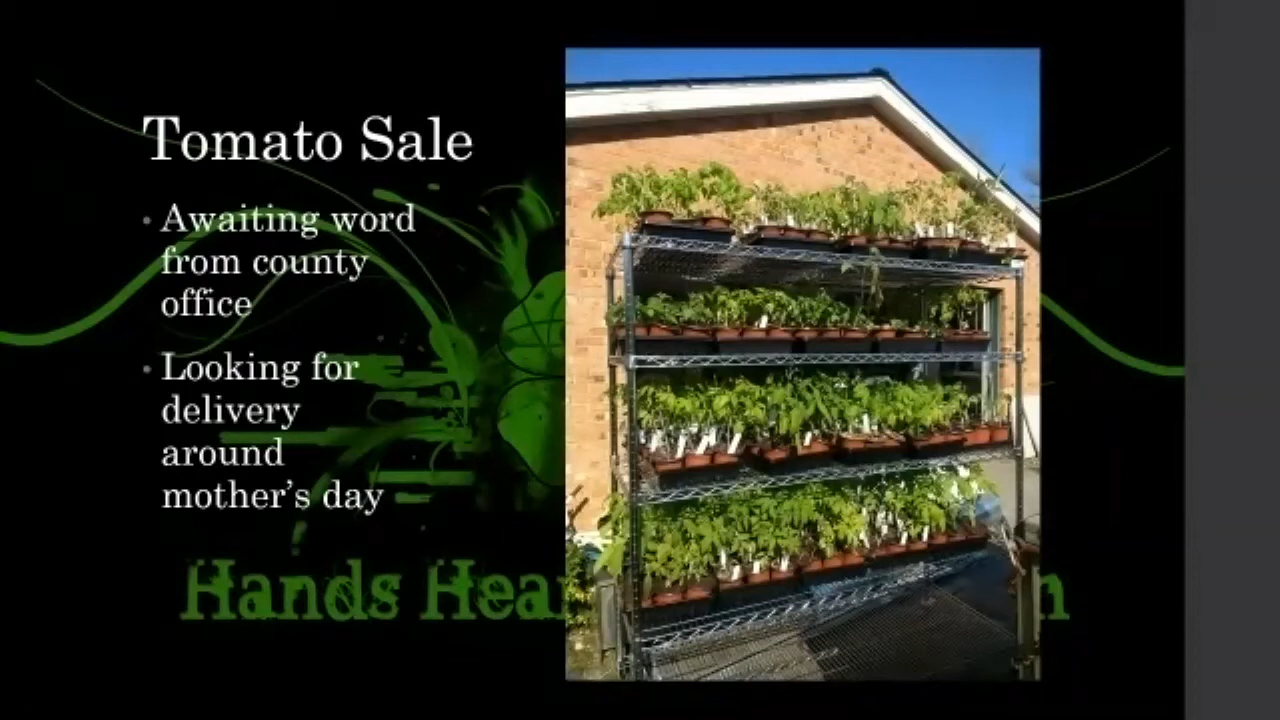 Tomato Sale
• Awaiting word
from county
office
• Looking for
delivery
around
mother’s day
Hands